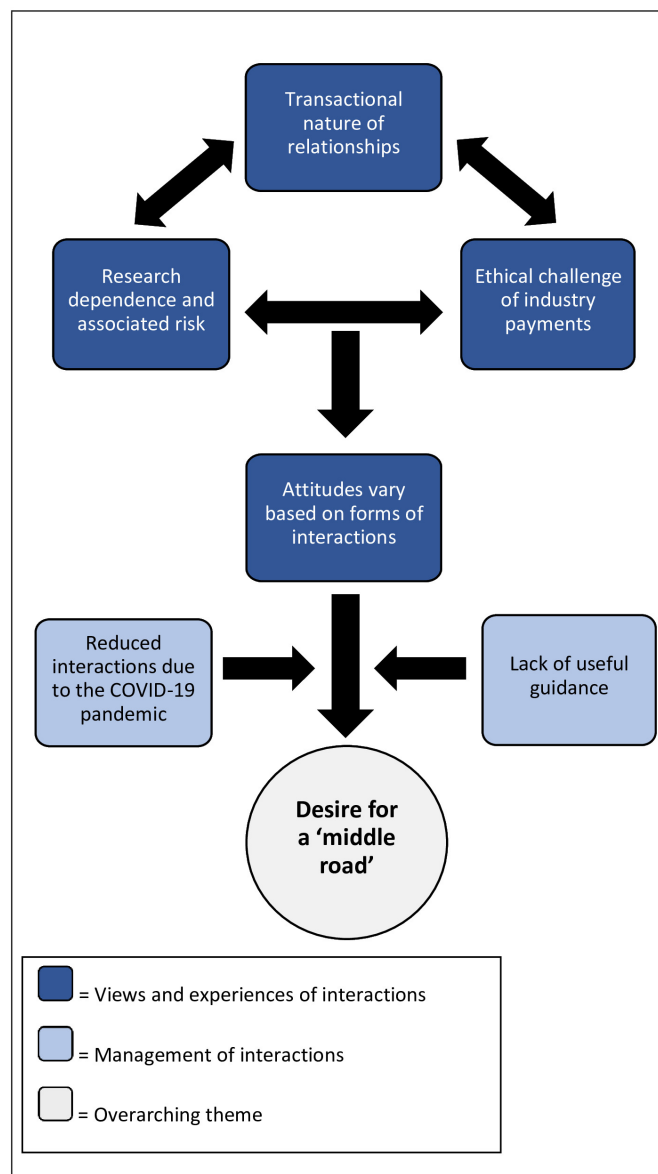 Transactional
nature of
relationships
Research
dependence and
associated risk
Ethical challenge
of industry
payments
Attitudes vary
based on forms of
interactions
Reduced
interactions due
to the COVID-19
pandemic
Lack of useful
guidance
Desire for
a ‘middle
road’
= Views and experiences of interactions
= Management of interactions
= Overarching theme